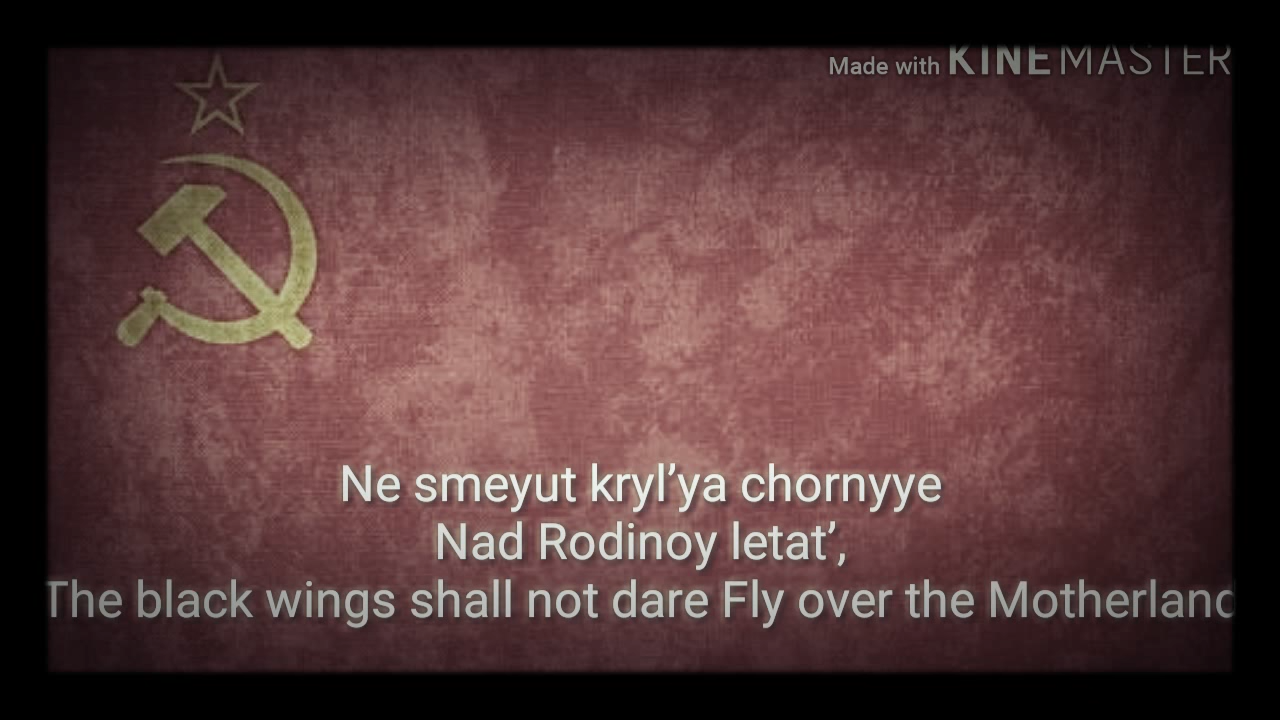 Made with KINEMASTER
Ne smeyut kryl’ya chornyye
Nad Rodinoy letat’,
The black wings shall not dare Fly over the Motherland